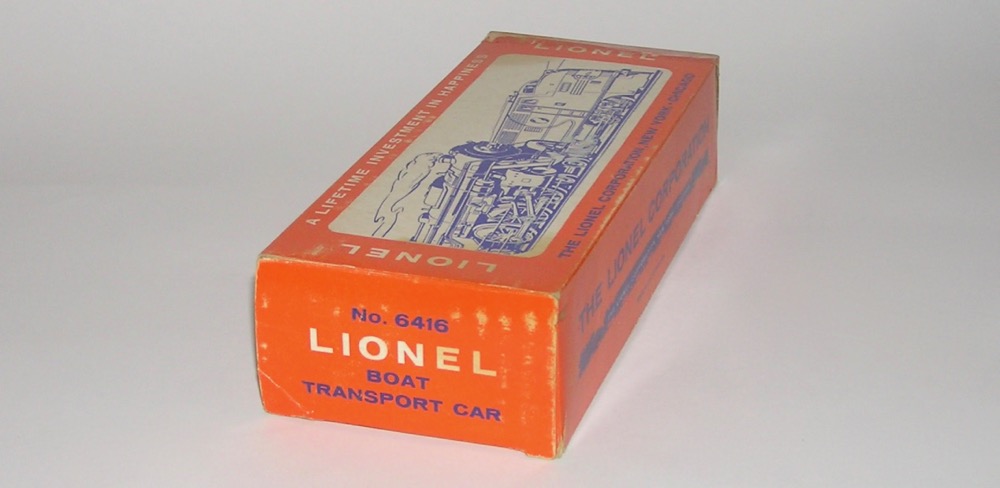 LIONEL
A LIFETIME INVESTMENT IN HAPPINESS
THE LIONEL CORPORATION NEW YORK • CHICAGO
LIONEL
THE LIONEL CORPORATION
No. 6416
LIONEL
BOAT
TRANSPORT CAR